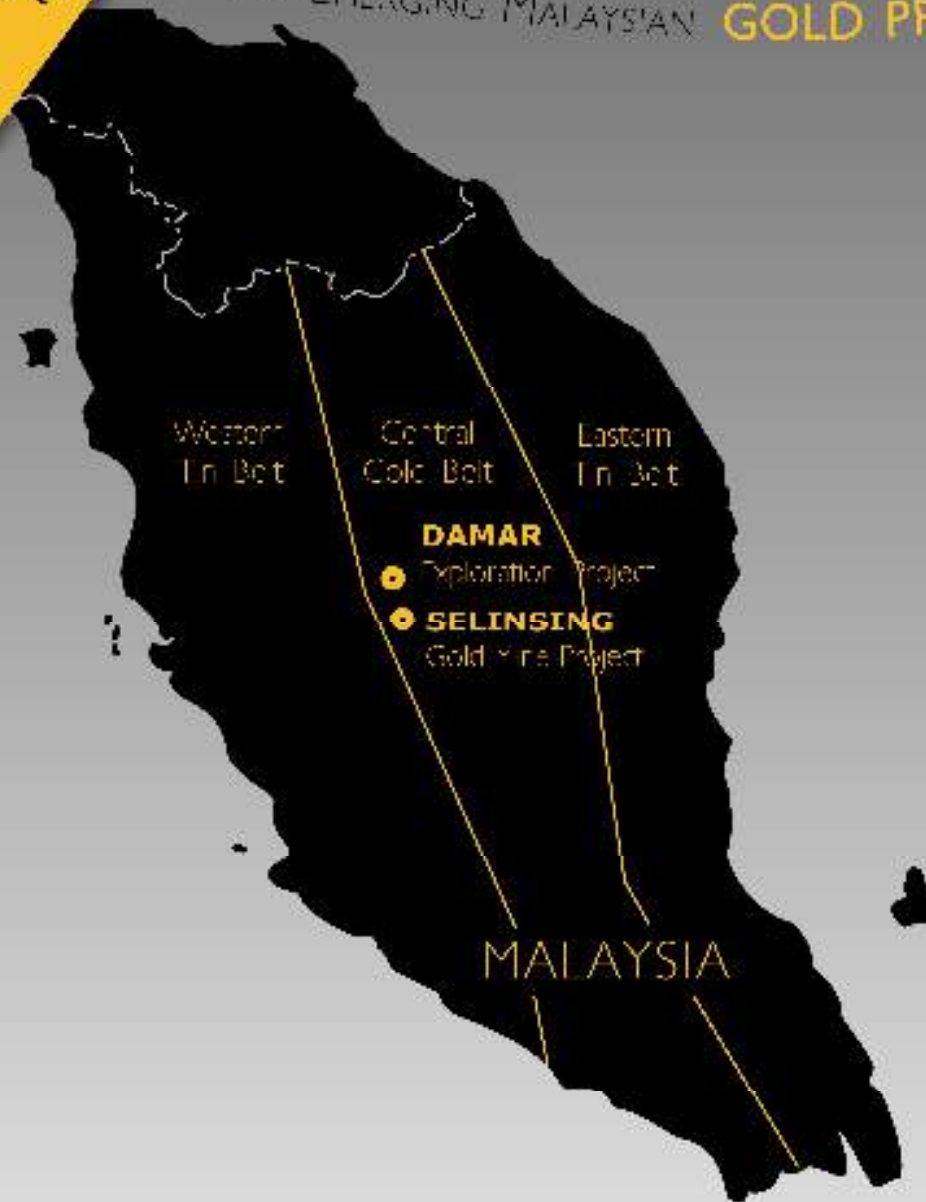 EMERGING MALAYSIAN GOLD
Western
Tin Belt
Central
Gold Belt
Eastern
Tin Belt
DAMAR
Exploration Project
SELINSING
Gold Mine Project
MALAYSIA